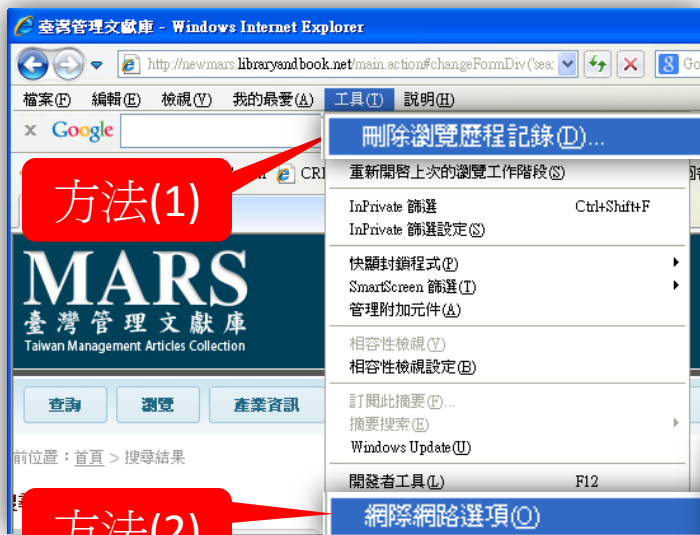 臺灣管理文獻庫 - Windows Internet Explorer
http://newmars.libraryandbook.net/main.action#changeFormDiv('sea
Go
檔案(F) 編輯(E) 檢視(V) 我的最愛(A) 工具(T) 說明(H)
x Google
刪除瀏覽歷程記錄(D)...
CRI
重新開啓上次的瀏覽工作階段(S)
方法(1)
InPrivate 篩選 Ctrl+Shift+F
InPrivate 篩選設定(S)
快顯封鎖程式(P)
SmartScreen 篩選(T)
管理附加元件(A)
相容性檢視(V)
相容性檢視設定(B)
訂閱此摘要(F)...
摘要搜索(E)
Windows Update(U)
開發者工具(L) F12
網際網路選項(O)
MARS
臺灣管理文獻庫
Taiwan Management Articles Collection
查詢 瀏覽 產業資訊
前位置：首頁 > 搜尋結果
方法(2)